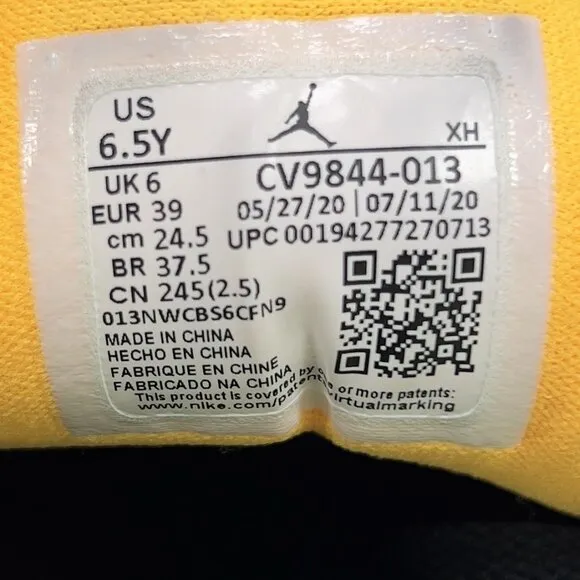 US
6.5Y
XH
UK 6
CV9844-013
EUR 39
05/27/20 | 07/11/20
cm 24.5
UPC 00194277270713
BR 37.5
CN 245(2.5)
013NWCBS6CFN9
MADE IN CHINA
HECHO EN CHINA
FABRIQUE EN CHINE
FABRICADO NA CHINA
This product is covered by one or more patents:
www.nike.com/patents virtualmarking